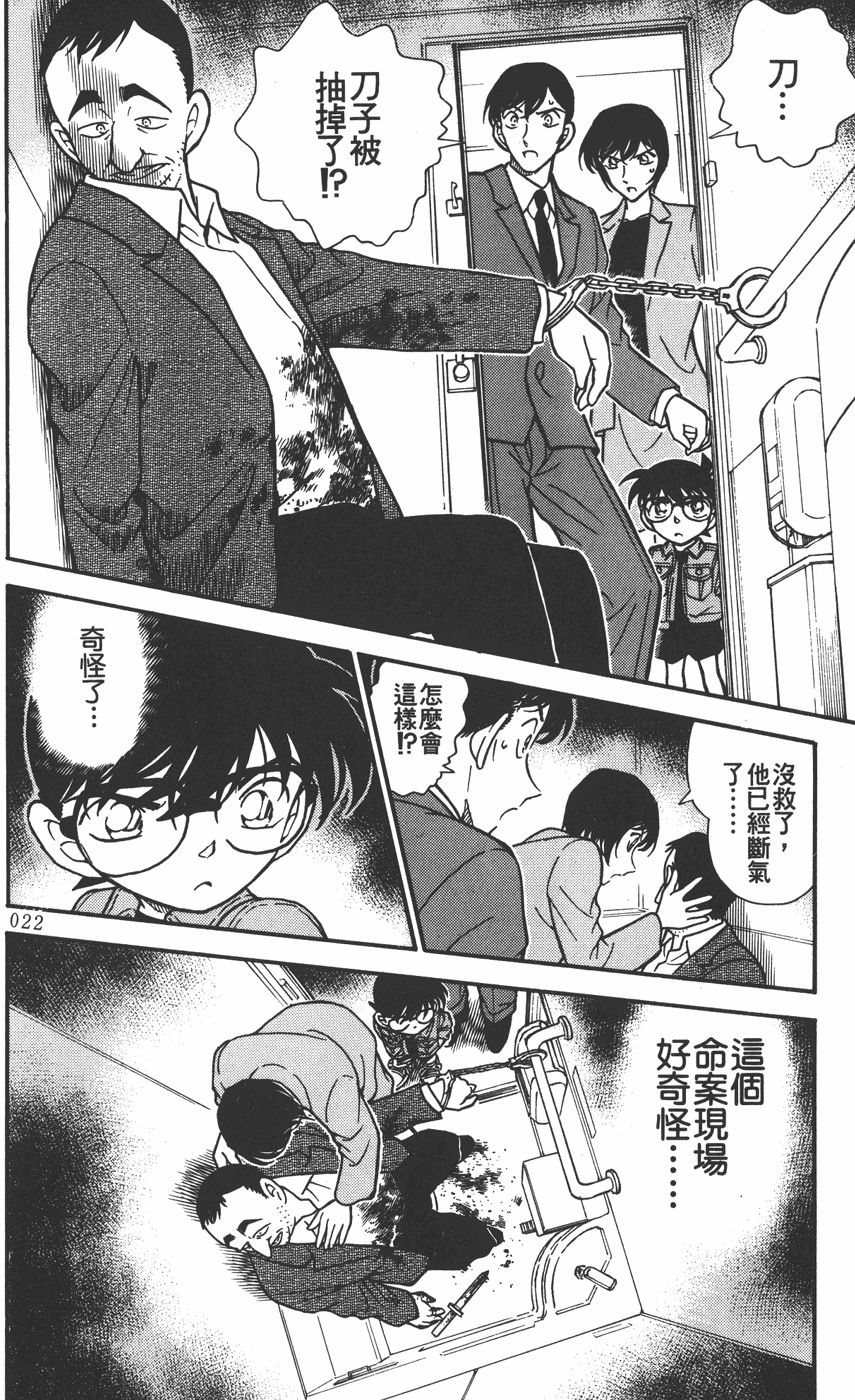 刀…
刀子被
抽掉了!?
沒救了，
他已經斷氣
了……
怎麼會
這樣!?
奇怪了…
022
這個
命案現場
好奇怪……